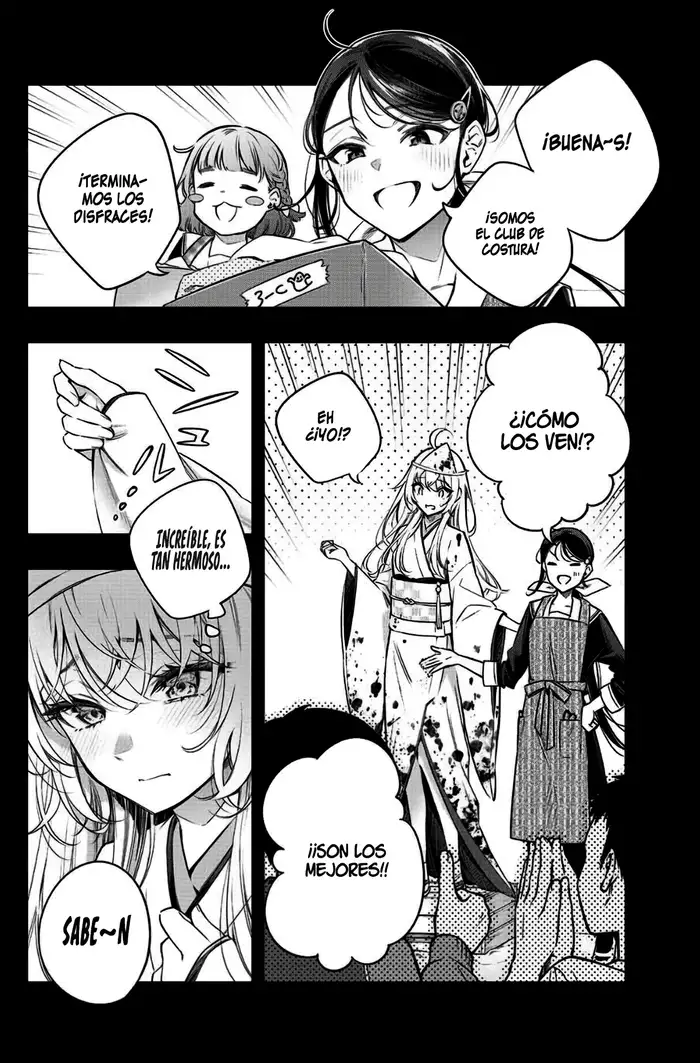 ¡BUENA~S!
¡SOMOS
EL CLUB DE
COSTURA!
¡TERMINA-
MOS LOS
DISFRACES!
3-C
¿¡CÓMO
LOS VEN!?
EH
¿¡YO!?
¡¡SON LOS
MEJORES!!
INCREÍBLE, ES
TAN HERMOSO...
SABE~N